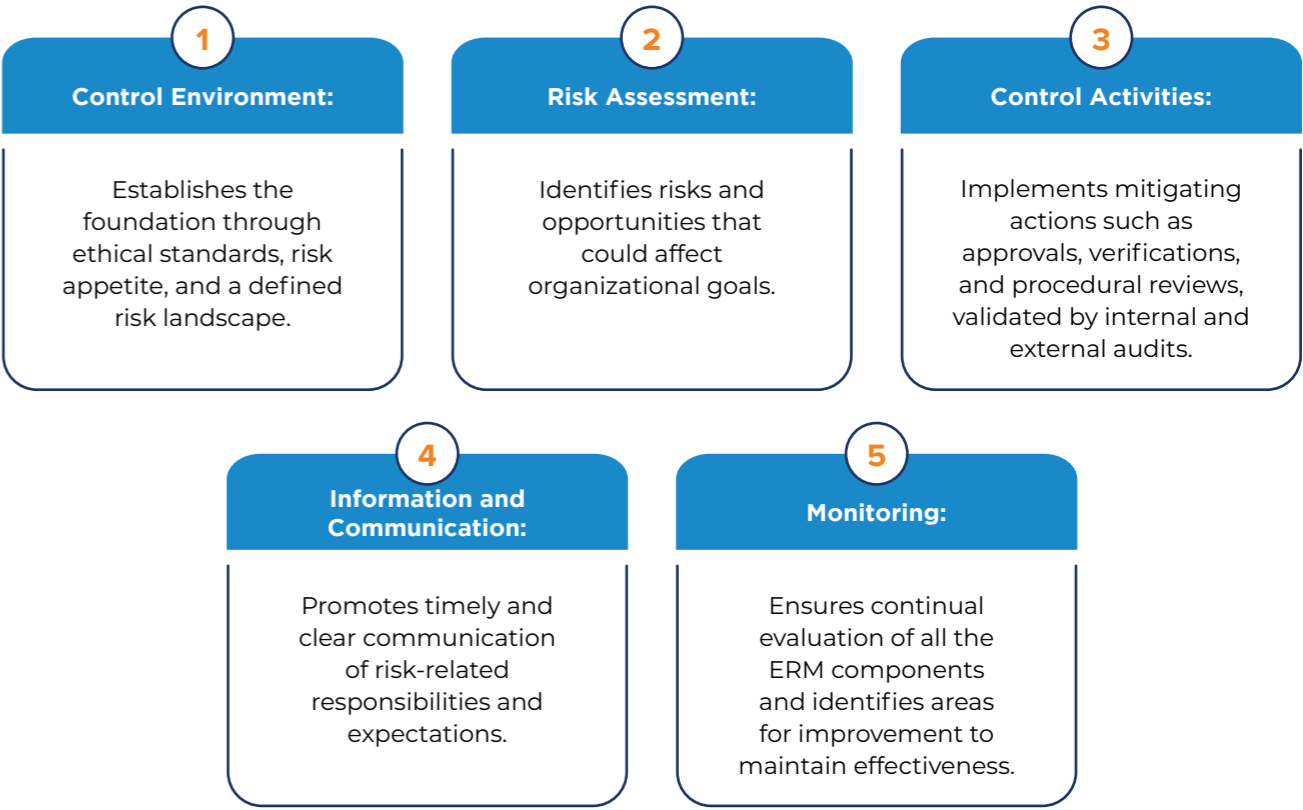 1
Control Environment:
Establishes the
foundation through
ethical standards, risk
appetite, and a defined
risk landscape.
2
Risk Assessment:
Identifies risks and
opportunities that
could affect
organizational goals.
3
Control Activities:
Implements mitigating
actions such as
approvals, verifications,
and procedural reviews,
validated by internal and
external audits.
4
Information and
Communication:
Promotes timely and
clear communication
of risk-related
responsibilities and
expectations.
5
Monitoring:
Ensures continual
evaluation of all the
ERM components
and identifies areas
for improvement to
maintain effectiveness.